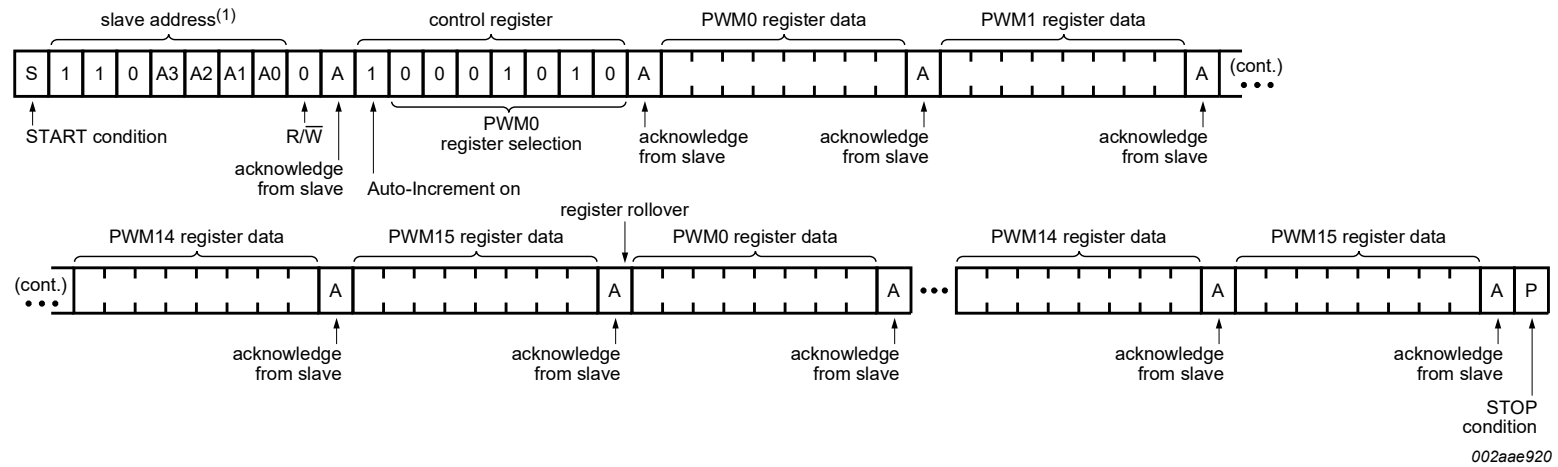 slave address(1)
control register
PWM0 register data
PWM1 register data
S 1 1 0 A3 A2 A1 A0 0 A 1 0 0 0 1 0 1 0 A A A (cont.)
START condition
R/W̅
acknowledge
from slave
Auto-Increment on
PWM0
register selection
acknowledge
from slave
acknowledge
from slave
acknowledge
from slave
register rollover
PWM14 register data
PWM15 register data
PWM0 register data
PWM14 register data
PWM15 register data
(cont.) A A A A A P
acknowledge
from slave
acknowledge
from slave
acknowledge
from slave
acknowledge
from slave
acknowledge
from slave
STOP
condition
002aae920